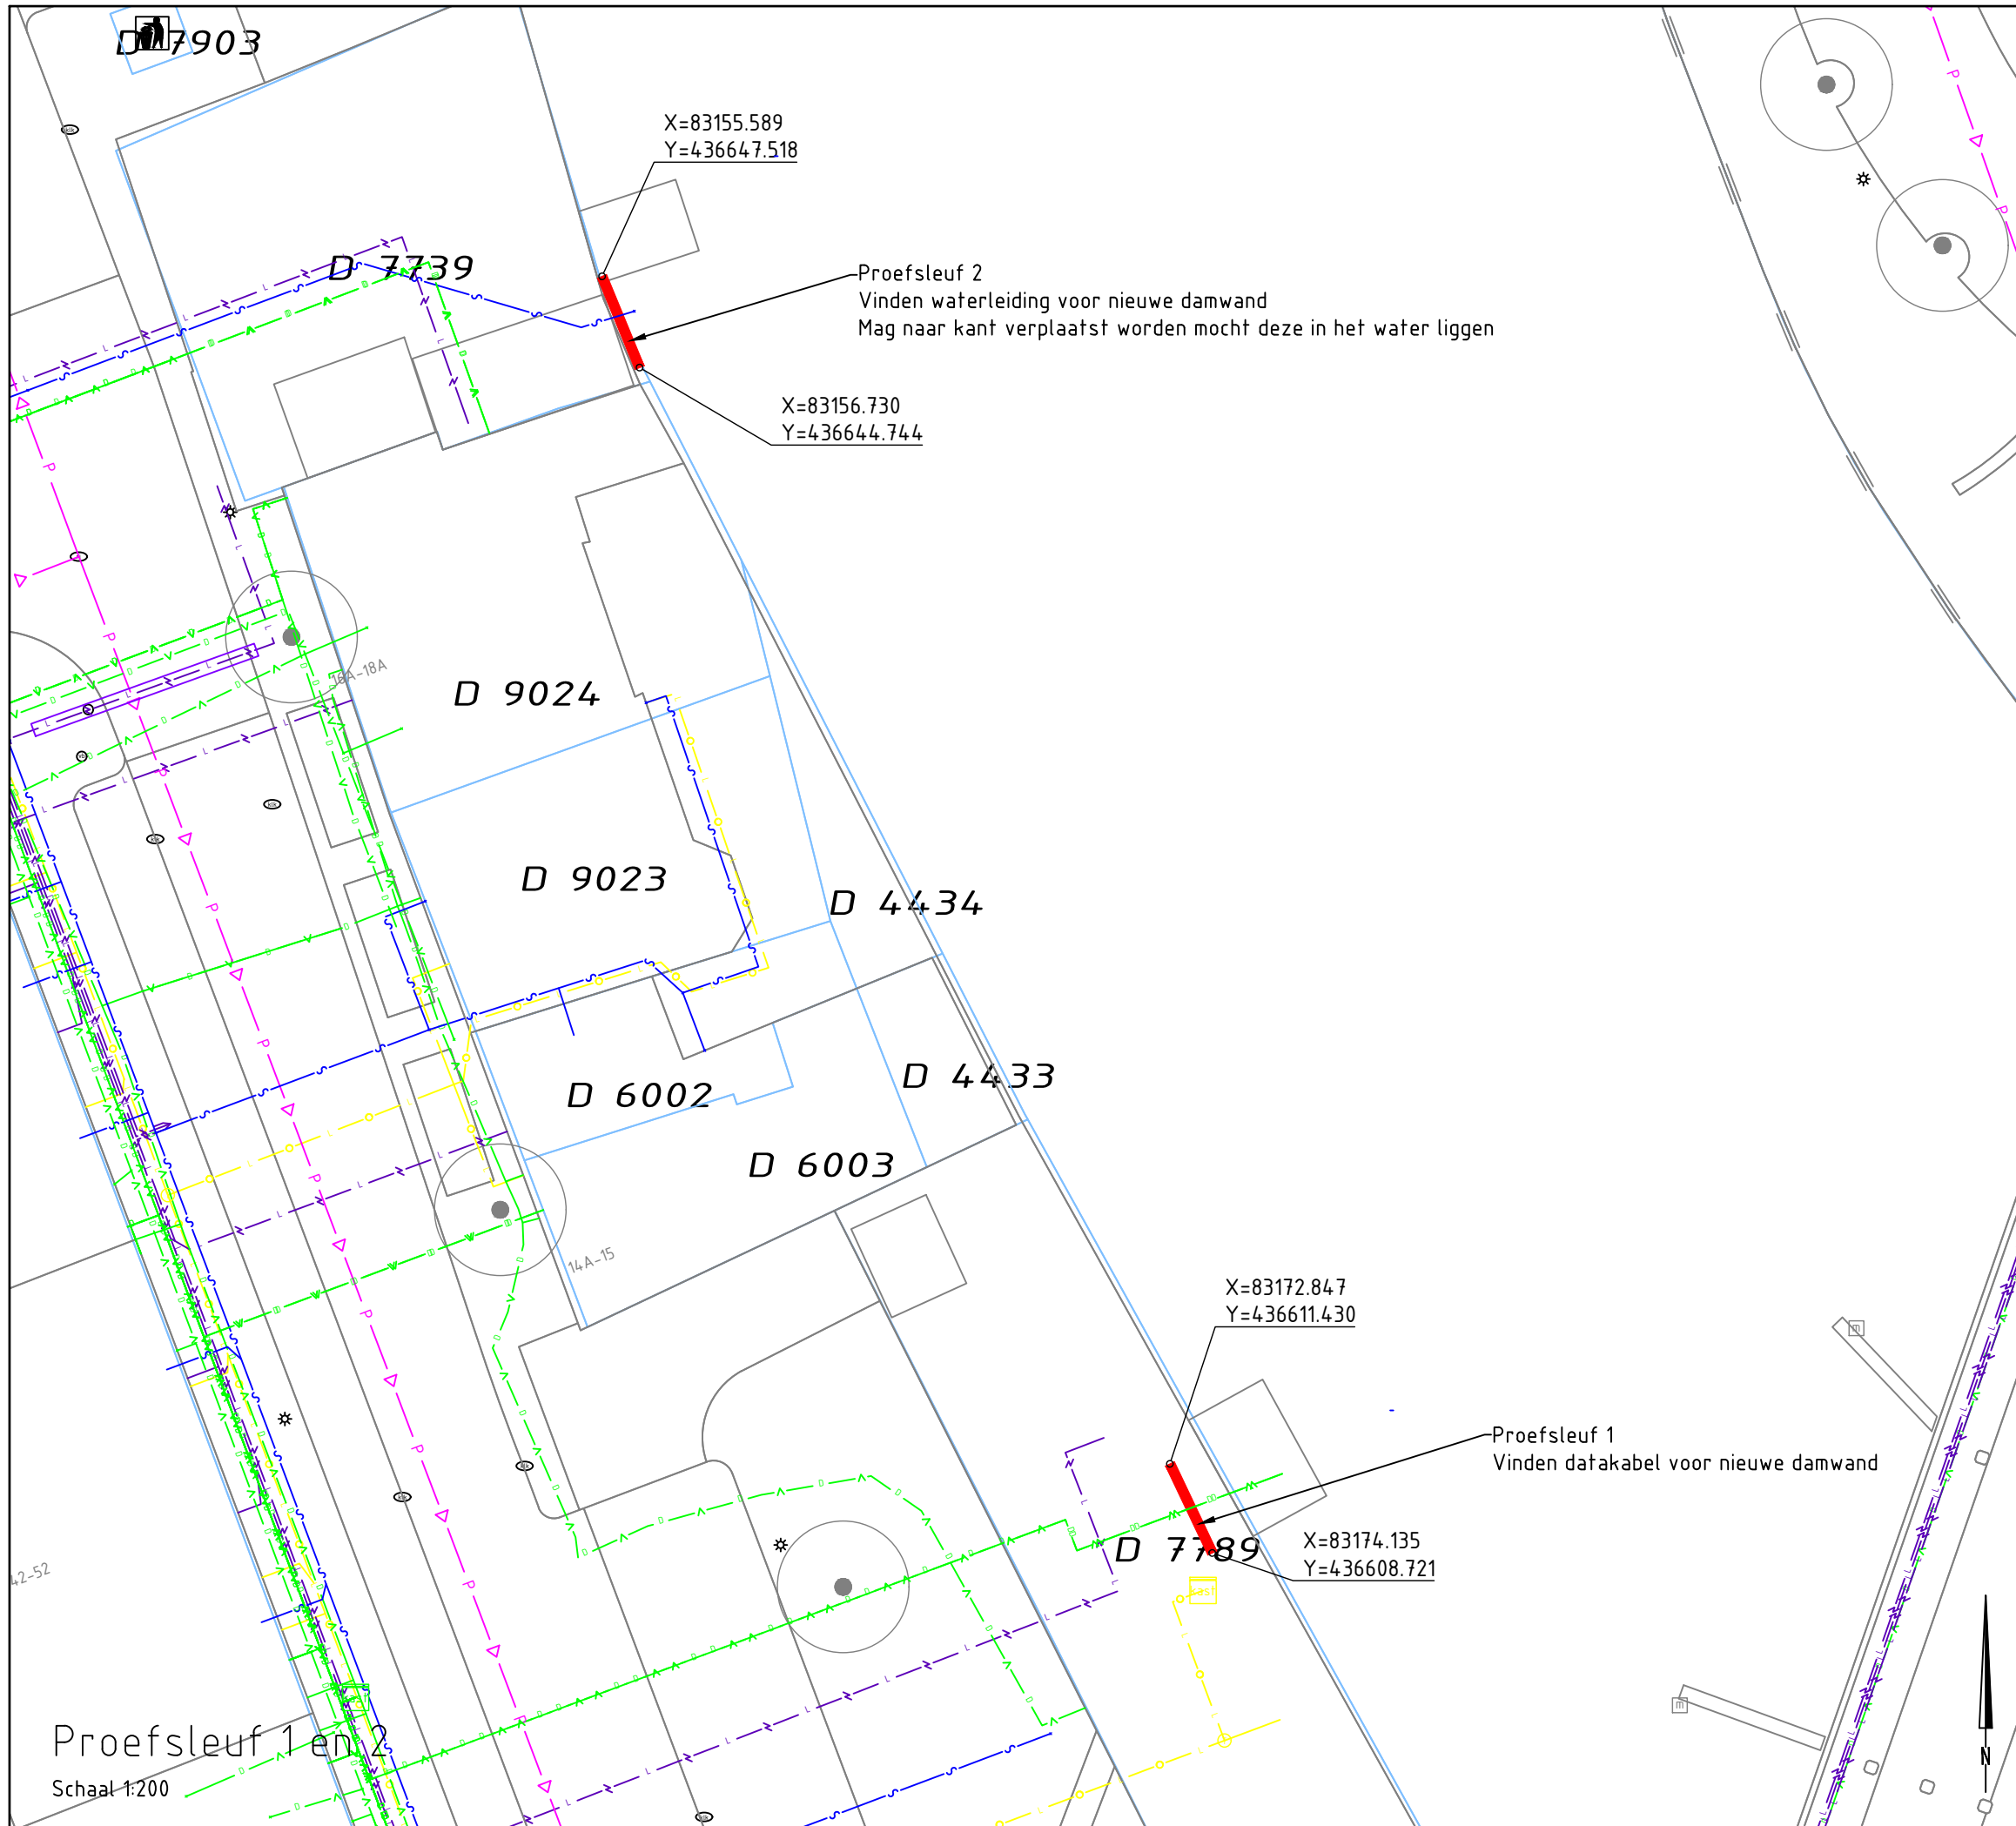 D 7903
X=83155.589
Y=436647.518
D 7739
Proefsleuf 2
Vinden waterleiding voor nieuwe damwand
Mag naar kant verplaatst worden mocht deze in het water liggen
X=83156.730
Y=436644.744
16A-18A
D 9024
D 9023
D 4434
D 4433
D 6002
D 6003
14A-15
X=83172.847
Y=436611.430
Proefsleuf 1
Vinden datakabel voor nieuwe damwand
D 7789
X=83174.135
Y=436608.721
kast
42-52
Proefsleuf 1 en 2
Schaal 1:200
N